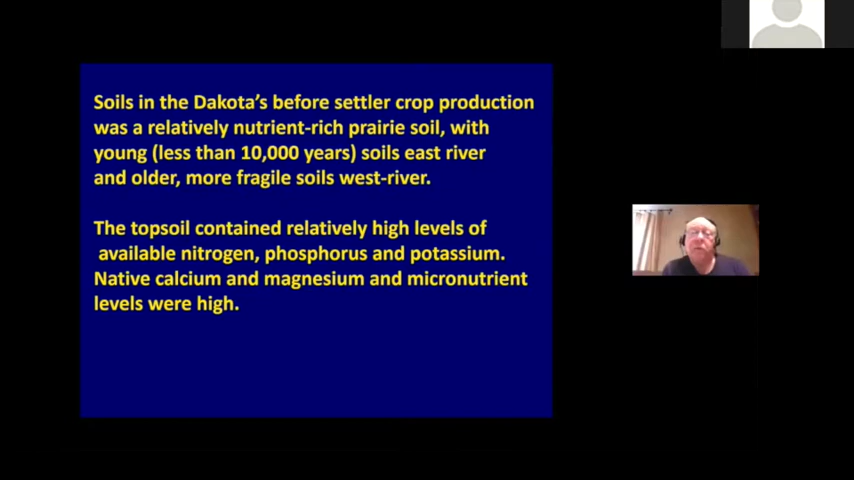 Soils in the Dakota's before settler crop production
was a relatively nutrient-rich prairie soil, with
young (less than 10,000 years) soils east river
and older, more fragile soils west-river.
The topsoil contained relatively high levels of
available nitrogen, phosphorus and potassium.
Native calcium and magnesium and micronutrient
levels were high.